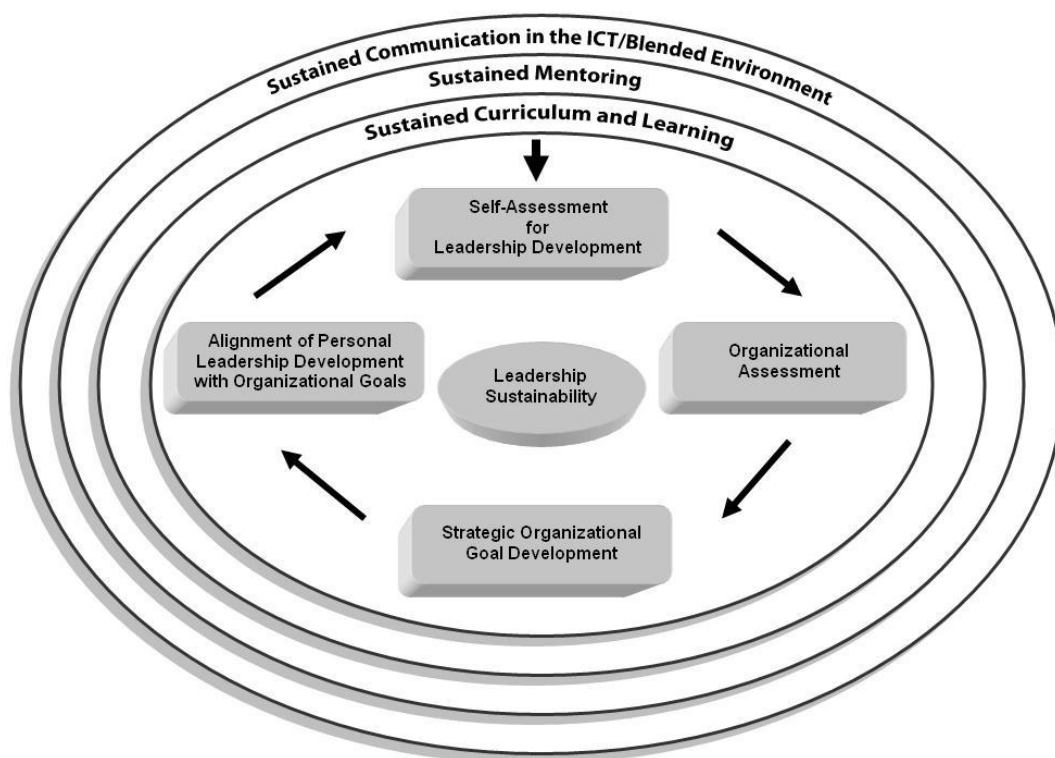 Sustained Communication in the ICT/Blended Environment
Sustained Mentoring
Sustained Curriculum and Learning
Self-Assessment
for
Leadership Development
Alignment of Personal
Leadership Development
with Organizational Goals
Leadership
Sustainability
Organizational
Assessment
Strategic Organizational
Goal Development